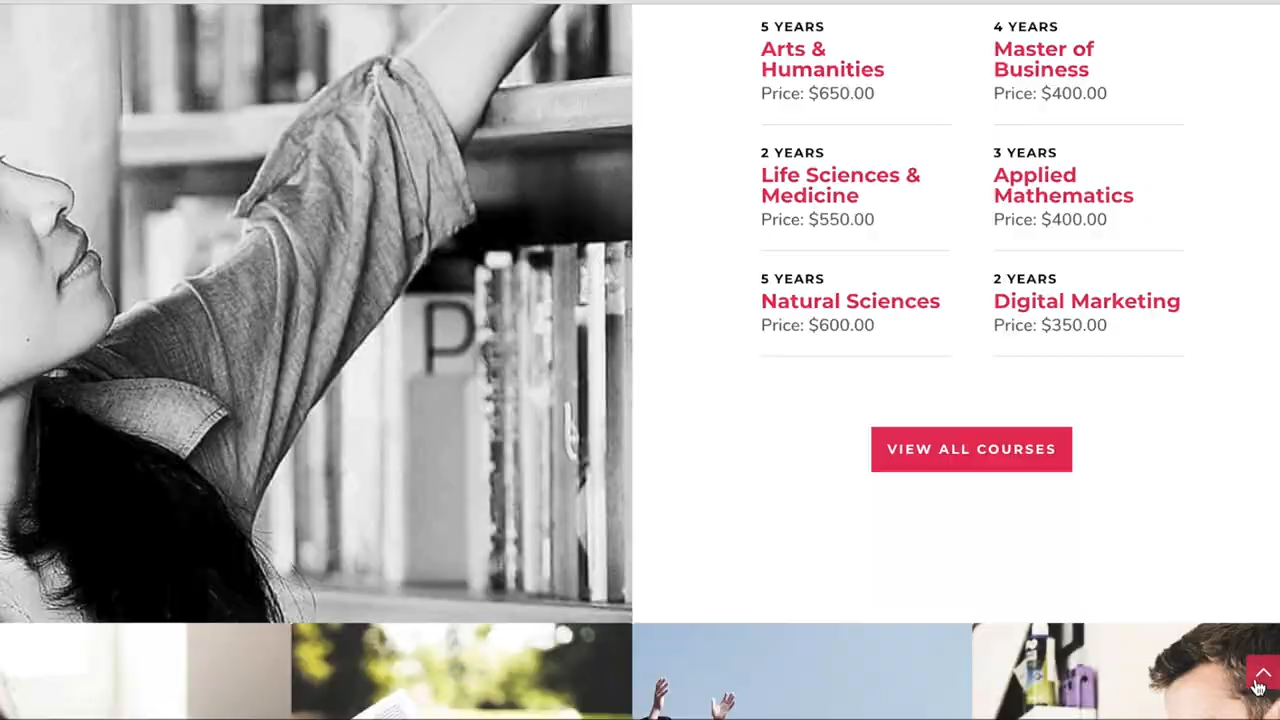 5 YEARS
Arts &
Humanities
Price: $650.00
4 YEARS
Master of
Business
Price: $400.00
2 YEARS
Life Sciences &
Medicine
Price: $550.00
3 YEARS
Applied
Mathematics
Price: $400.00
5 YEARS
Natural Sciences
Price: $600.00
2 YEARS
Digital Marketing
Price: $350.00
VIEW ALL COURSES
P